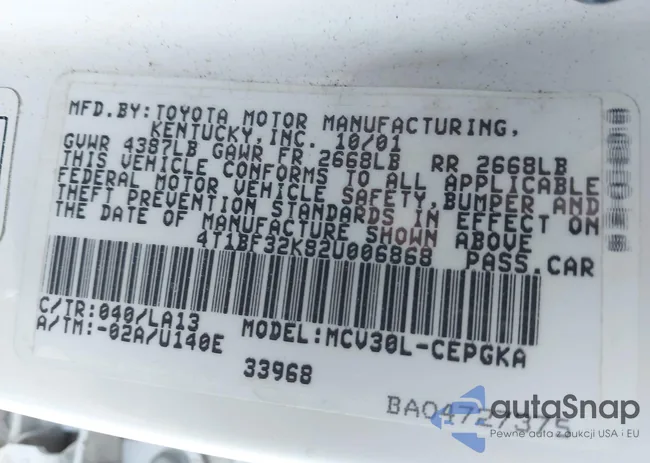 MFD.BY:TOYOTA MOTOR MANUFACTURING,
KENTUCKY,INC. 10/01
GVWR 4387LB GAWR FR 2668LB RR 2668LB
THIS VEHICLE CONFORMS TO ALL APPLICABLE
FEDERAL MOTOR VEHICLE SAFETY,BUMPER AND
THEFT PREVENTION STANDARDS IN EFFECT ON
THE DATE OF MANUFACTURE SHOWN ABOVE
4T1BF32K82U006868 PASS.CAR
C/TR:040/LA13
A/TM:-02A/U140E MODEL:MCV30L-CEPGKA
33968
BA04727375
autoSnap
Pewne auta z aukcji USA i EU